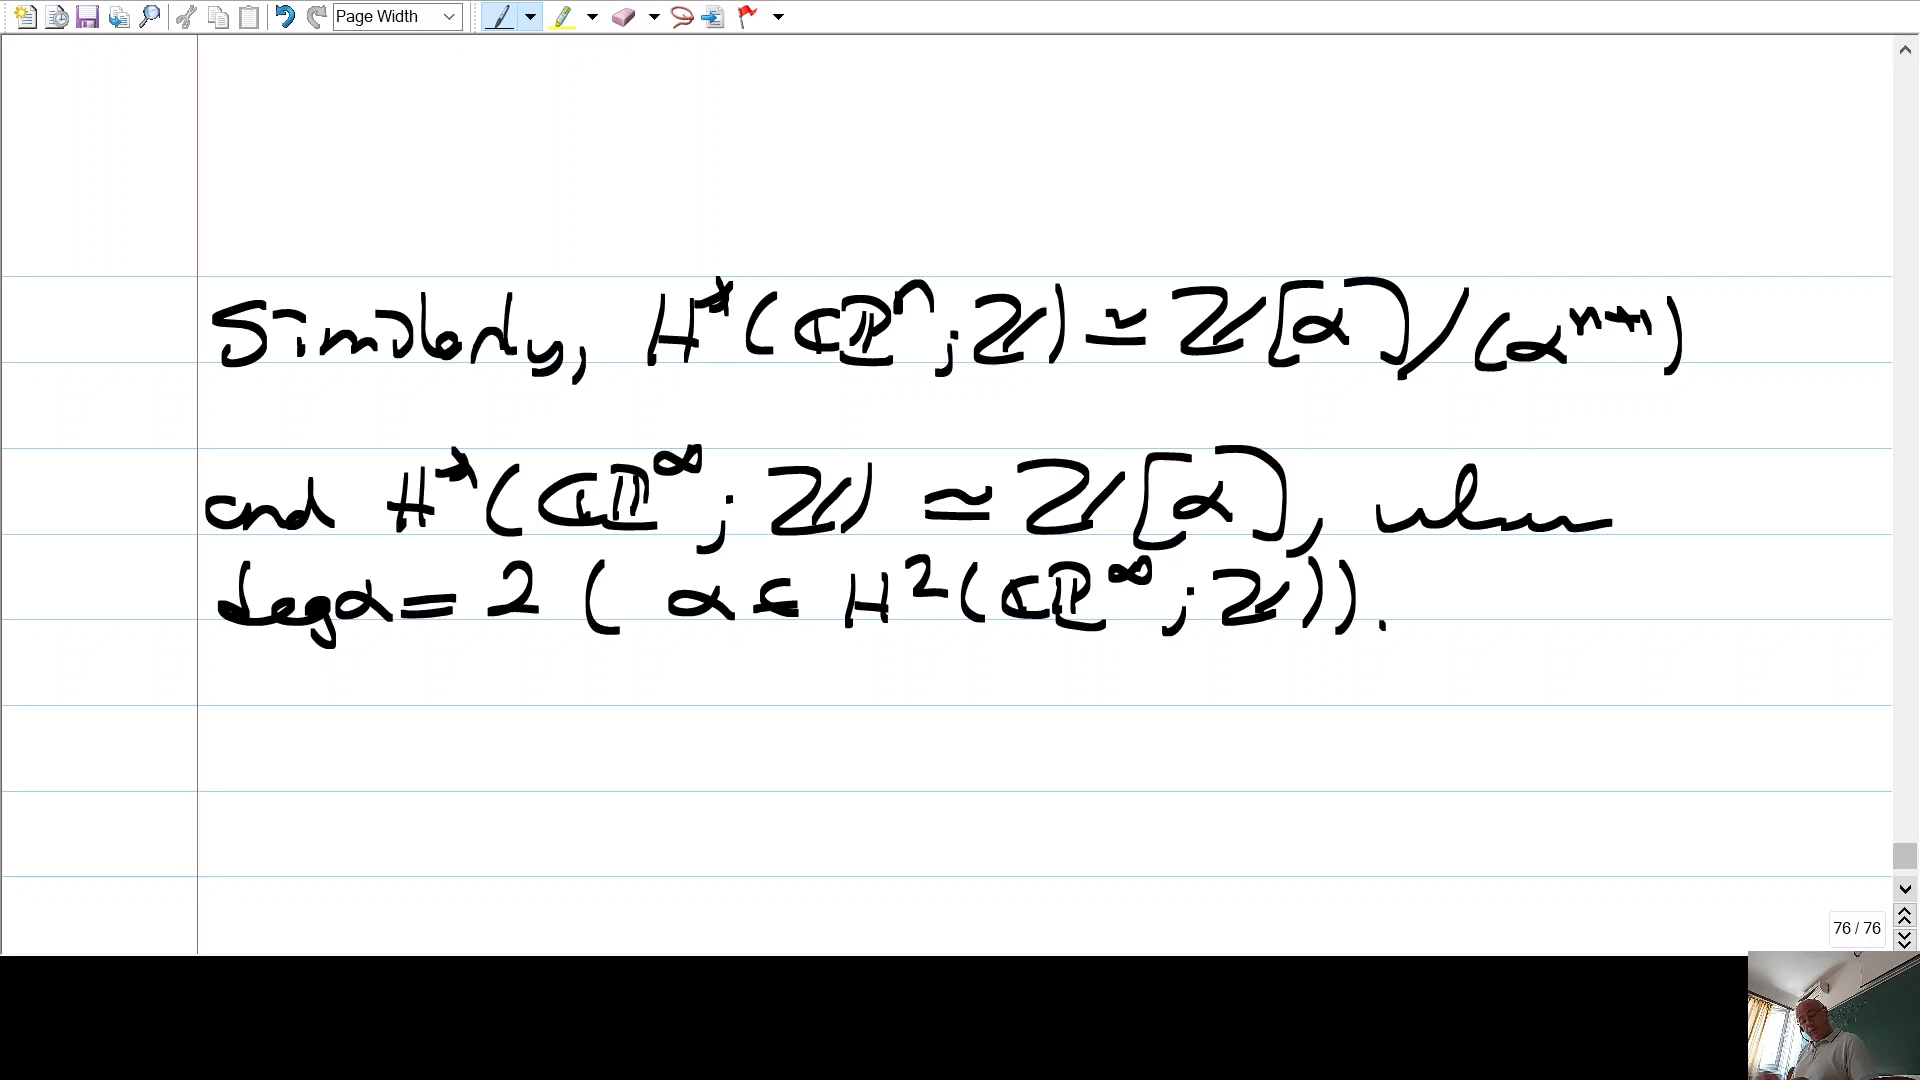 Page Width
Similarly, H*(ℂℙⁿ; ℤ) ≃ ℤ[α]/(αⁿ⁺¹)
and H*(ℂℙ^∞; ℤ) ≃ ℤ[α], where
deg α = 2 ( α ∈ H²(ℂℙ^∞; ℤ)).
76 / 76